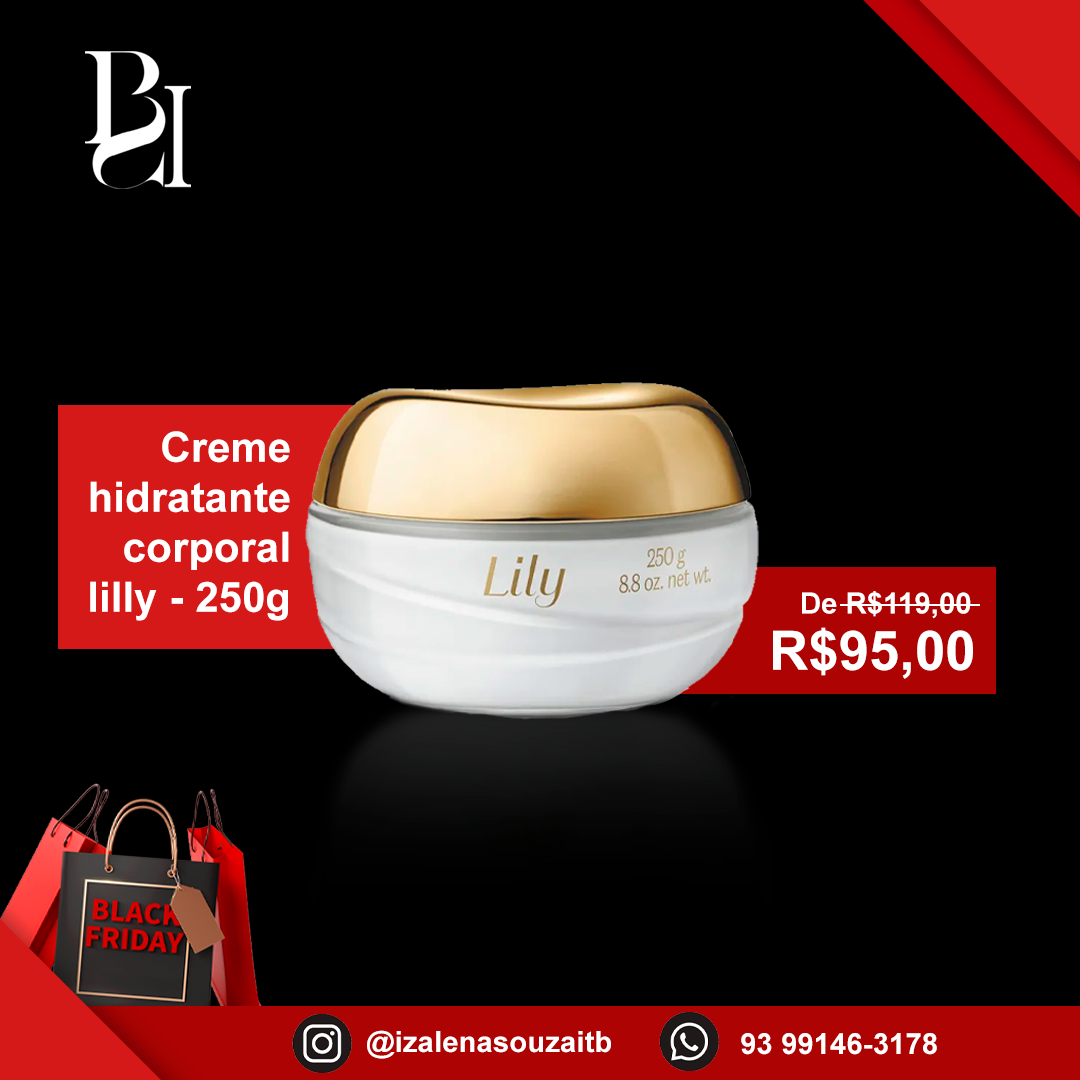 Creme
hidratante
corporal
lilly - 250g
Lily
250 g
8.8 oz. net wt.
De R$119,00
R$95,00
BLACK
FRIDAY
@izalenasouzaitb
93 99146-3178